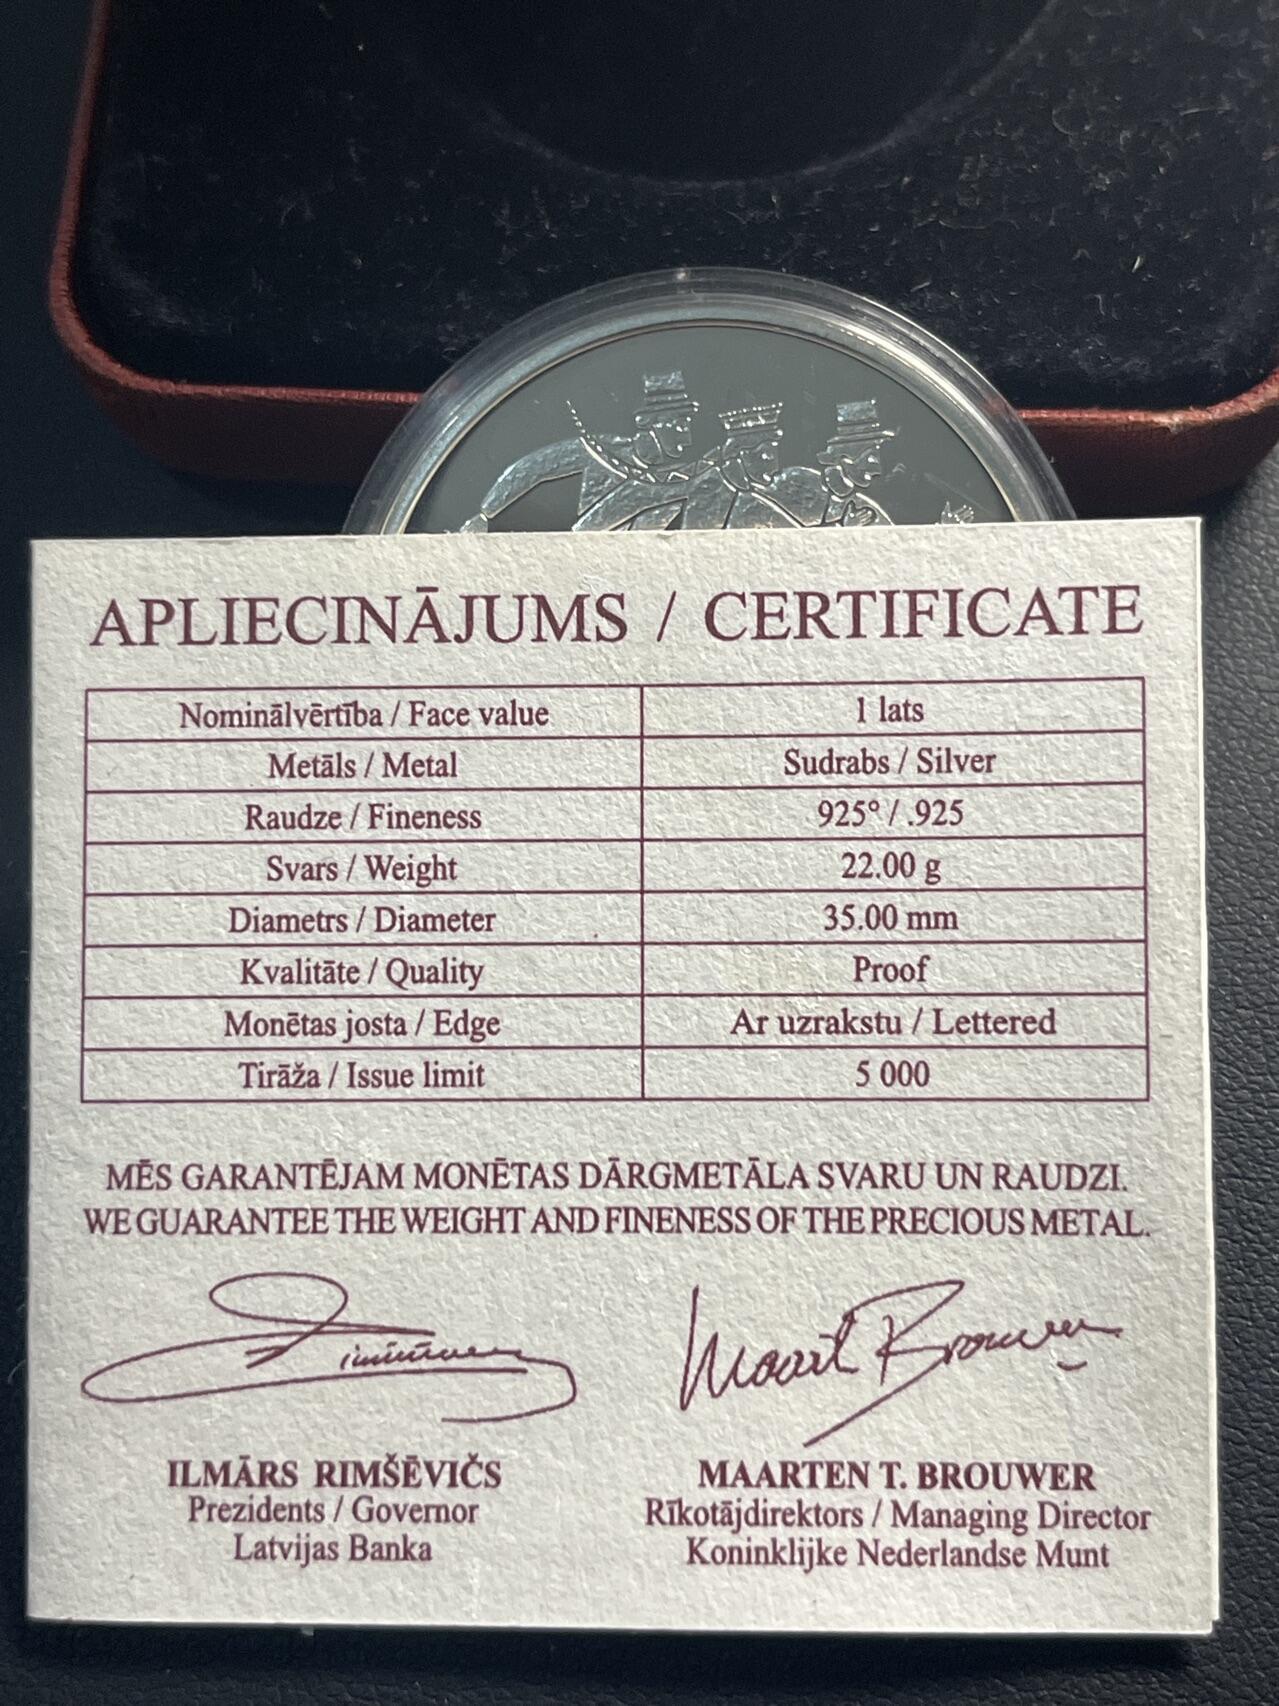 APLIECINĀJUMS / CERTIFICATE
Nominālvērtība / Face value 1 lats
Metāls / Metal Sudrabs / Silver
Raudze / Fineness 925° / .925
Svars / Weight 22.00 g
Diametrs / Diameter 35.00 mm
Kvalitāte / Quality Proof
Monētas josta / Edge Ar uzrakstu / Lettered
Tirāža / Issue limit 5 000
MĒS GARANTĒJAM MONĒTAS DĀRGMETĀLA SVARU UN RAUDZI.
WE GUARANTEE THE WEIGHT AND FINENESS OF THE PRECIOUS METAL.
Maart Brouwer
ILMĀRS RIMŠĒVIČS
Prezidents / Governor
Latvijas Banka
MAARTEN T. BROUWER
Rīkotājdirektors / Managing Director
Koninklijke Nederlandse Munt